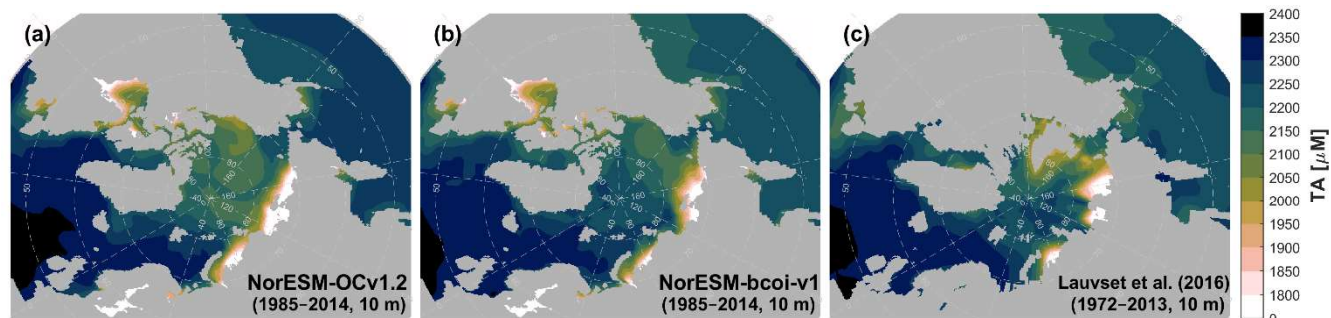 (a)
NorESM-OCv1.2
(1985–2014, 10 m)
(b)
NorESM-bcoi-v1
(1985–2014, 10 m)
(c)
Lauvset et al. (2016)
(1972–2013, 10 m)
2400
2350
2300
2250
2200
2150
2100
2050
2000
1950
1900
1850
1800
0
TA [μM]